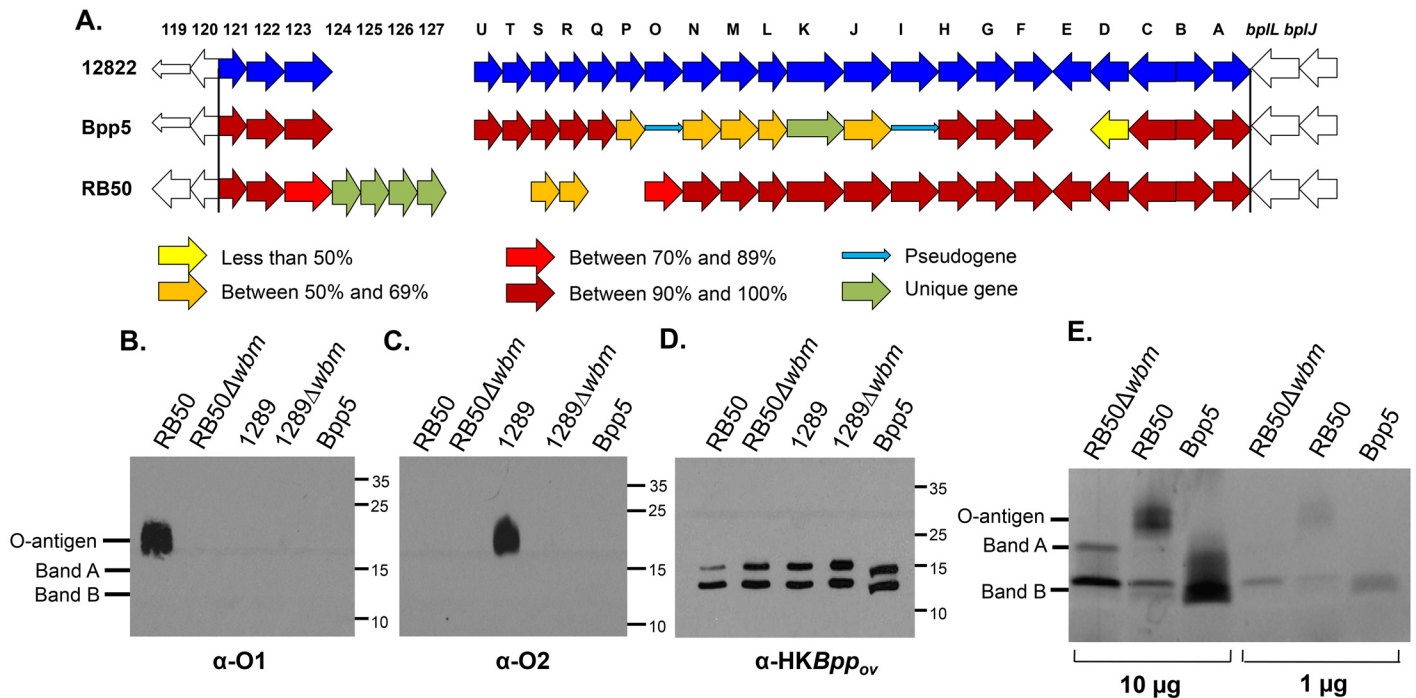 A.
119 120 121 122 123 124 125 126 127 U T S R Q P O N M L K J I H G F E D C B A bplL bplJ
12822
Bpp5
RB50
Less than 50%
Between 50% and 69%
Between 70% and 89%
Between 90% and 100%
Pseudogene
Unique gene
B.
RB50
RB50Δwbm
1289
1289Δwbm
Bpp5
O-antigen
Band A
Band B
35
25
15
10
α-O1
C.
RB50
RB50Δwbm
1289
1289Δwbm
Bpp5
35
25
15
10
α-O2
D.
RB50
RB50Δwbm
1289
1289Δwbm
Bpp5
35
25
15
10
α-HKBppov
E.
RB50Δwbm
RB50
Bpp5
RB50Δwbm
RB50
Bpp5
O-antigen
Band A
Band B
10 µg
1 µg